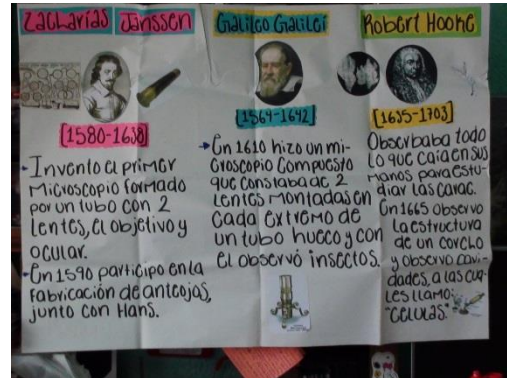 Zacharías Janssen
[1580-1638]
Invento el primer
Microscopio formado
por un tubo con 2
lentes, el objetivo y
ocular.
En 1590 participo en la
fabricación de anteojos,
junto con Hans.
Galileo Galilei
[1564-1642]
En 1610 hizo un mi-
croscopio compuesto
que constaba de 2
lentes montadas en
cada extremo de
un tubo hueco y con
el observó insectos.
Robert Hooke
[1635-1703]
Observaba todo
lo que caia en sus
manos para estu-
diar las carac.
En 1665 observo
la estructura
de un corcho
y observo cavi-
dades, a las cua-
les llamo:
"CELULAS".